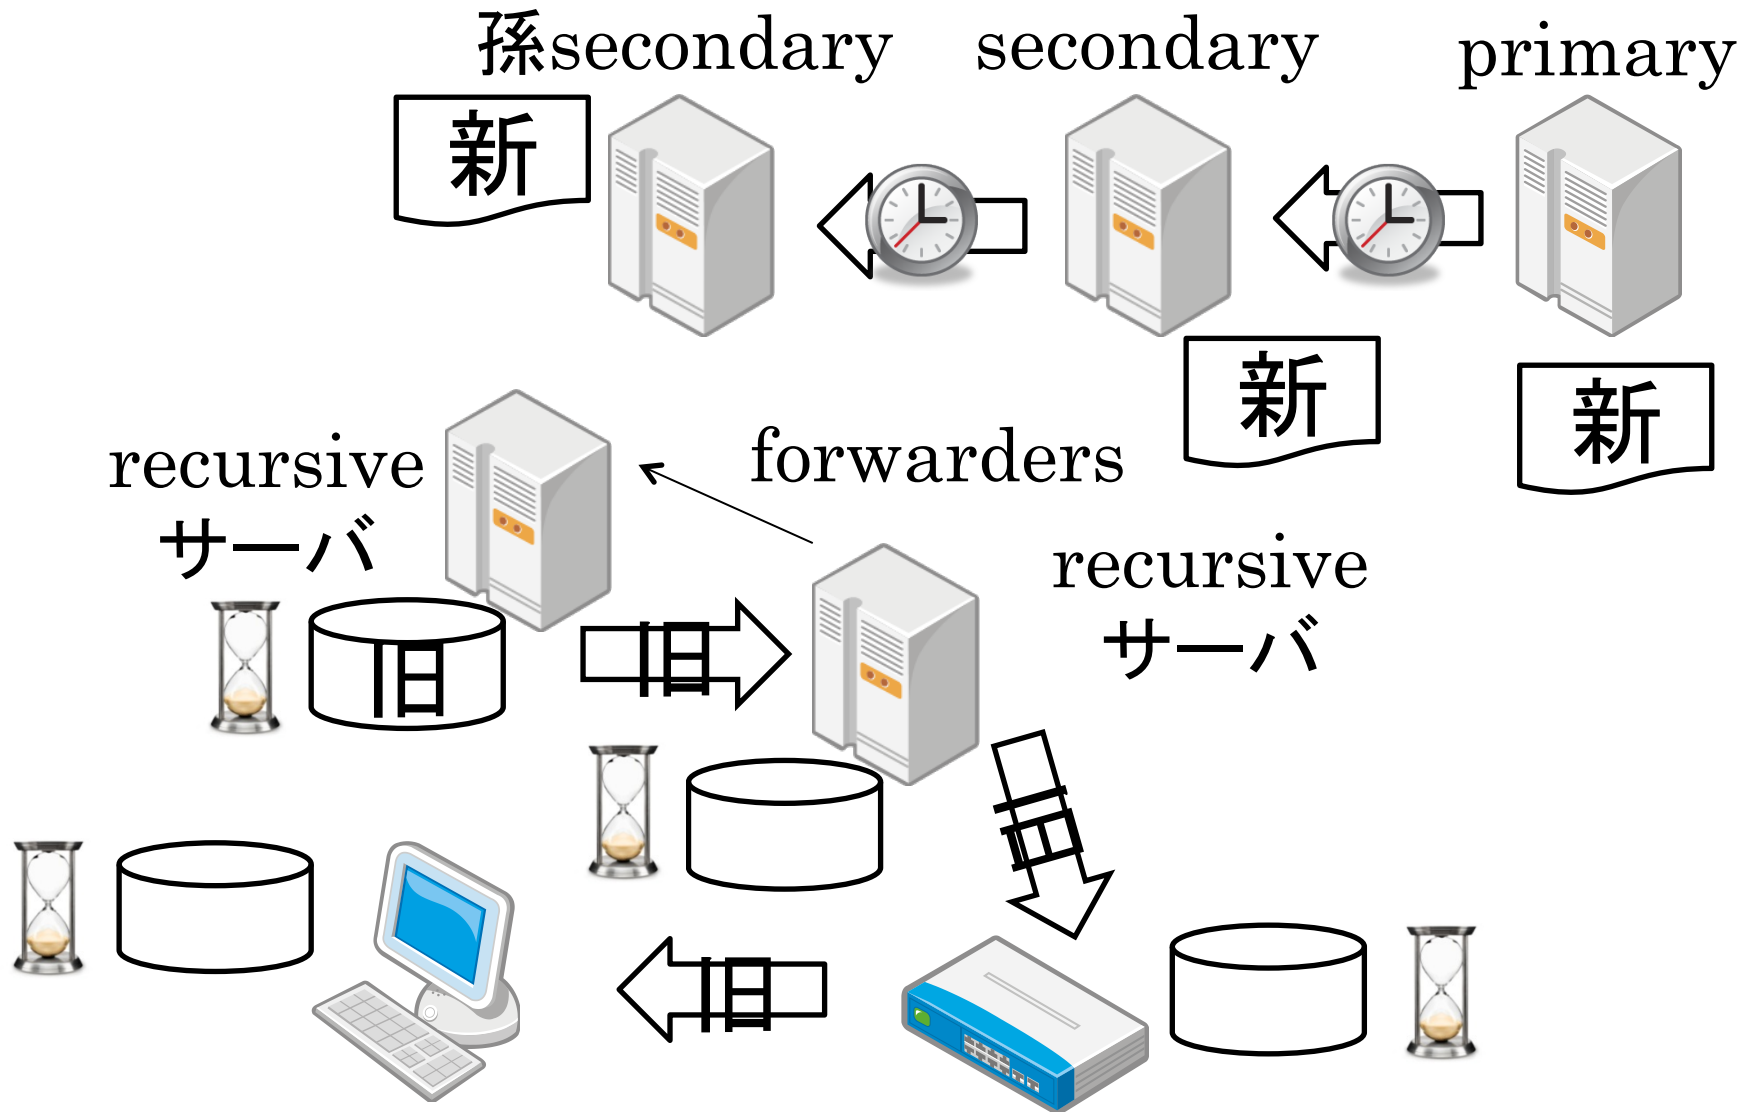 孫secondary
secondary
primary
新
新
新
recursive
サーバ
forwarders
recursive
サーバ
旧
旧
旧
旧